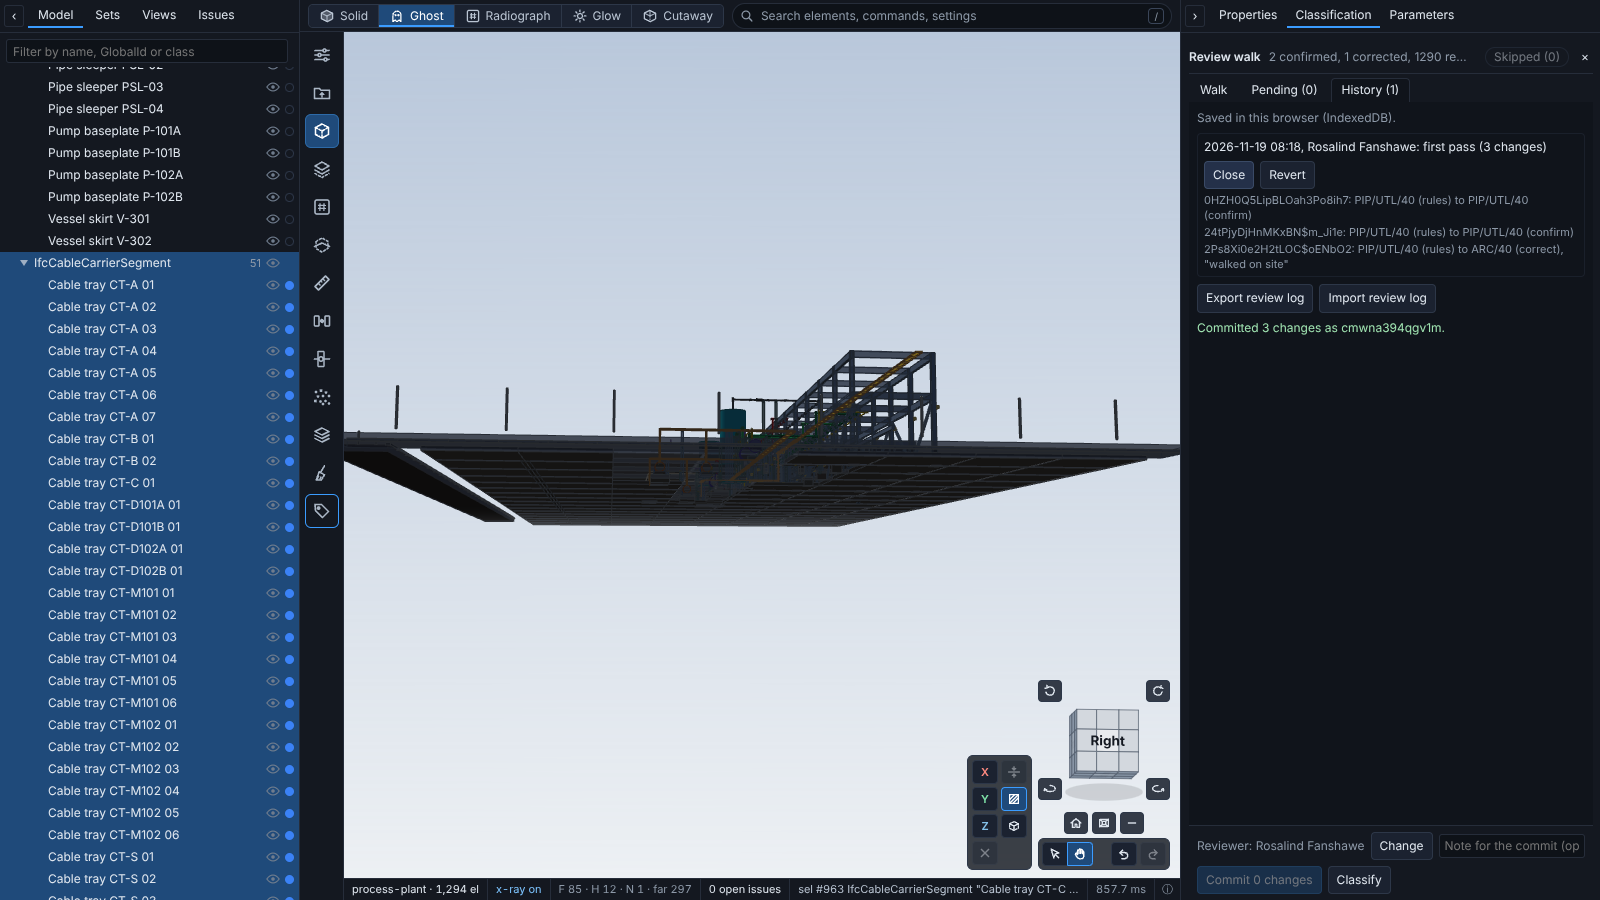 Model
Sets
Views
Issues
Solid
Ghost
Radiograph
Glow
Cutaway
Search elements, commands, settings
/
Properties
Classification
Parameters
Filter by name, GlobalId or class
Pipe sleeper PSL-02
Pipe sleeper PSL-03
Pipe sleeper PSL-04
Pump baseplate P-101A
Pump baseplate P-101B
Pump baseplate P-102A
Pump baseplate P-102B
Vessel skirt V-301
Vessel skirt V-302
IfcCableCarrierSegment 51
Cable tray CT-A 01
Cable tray CT-A 02
Cable tray CT-A 03
Cable tray CT-A 04
Cable tray CT-A 05
Cable tray CT-A 06
Cable tray CT-A 07
Cable tray CT-B 01
Cable tray CT-B 02
Cable tray CT-C 01
Cable tray CT-D101A 01
Cable tray CT-D101B 01
Cable tray CT-D102A 01
Cable tray CT-D102B 01
Cable tray CT-M101 01
Cable tray CT-M101 02
Cable tray CT-M101 03
Cable tray CT-M101 04
Cable tray CT-M101 05
Cable tray CT-M101 06
Cable tray CT-M102 01
Cable tray CT-M102 02
Cable tray CT-M102 03
Cable tray CT-M102 04
Cable tray CT-M102 05
Cable tray CT-M102 06
Cable tray CT-S 01
Cable tray CT-S 02
Right
X
Y
Z
process-plant · 1,294 el
x-ray on
F 85 · H 12 · N 1 · far 297
0 open issues
sel #963 IfcCableCarrierSegment "Cable tray CT-C ...
857.7 ms
Review walk 2 confirmed, 1 corrected, 1290 re...
Skipped (0)
×
Walk
Pending (0)
History (1)
Saved in this browser (IndexedDB).
2026-11-19 08:18, Rosalind Fanshawe: first pass (3 changes)
Close
Revert
0HZH0Q5LipBLOah3Po8ih7: PIP/UTL/40 (rules) to PIP/UTL/40
(confirm)
24tPjyDjHnMKxBN$m_Ji1e: PIP/UTL/40 (rules) to PIP/UTL/40 (confirm)
2Ps8Xi0e2H2tLOC$oENbO2: PIP/UTL/40 (rules) to ARC/40 (correct),
"walked on site"
Export review log
Import review log
Committed 3 changes as cmwna394qgv1m.
Reviewer: Rosalind Fanshawe
Change
Note for the commit (op
Commit 0 changes
Classify